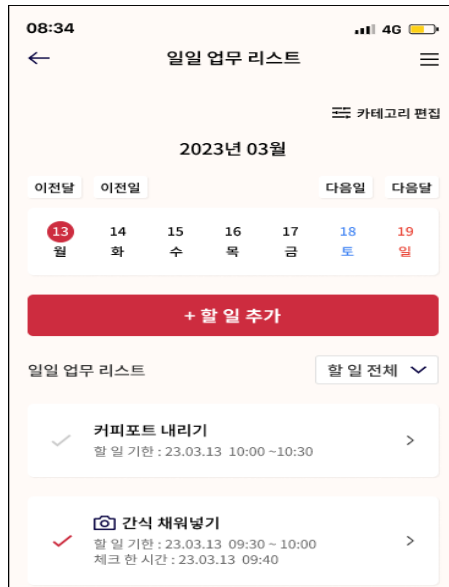 08:34 4G
일일 업무 리스트
카테고리 편집
2023년 03월
이전달 이전일 다음일 다음달
13 14 15 16 17 18 19
월 화 수 목 금 토 일
+ 할 일 추가
일일 업무 리스트 할 일 전체
커피포트 내리기
할 일 기한 : 23.03.13 10:00 ~10:30
간식 채워넣기
할 일 기한 : 23.03.13 09:30 ~ 10:00
체크 한 시간 : 23.03.13 09:40